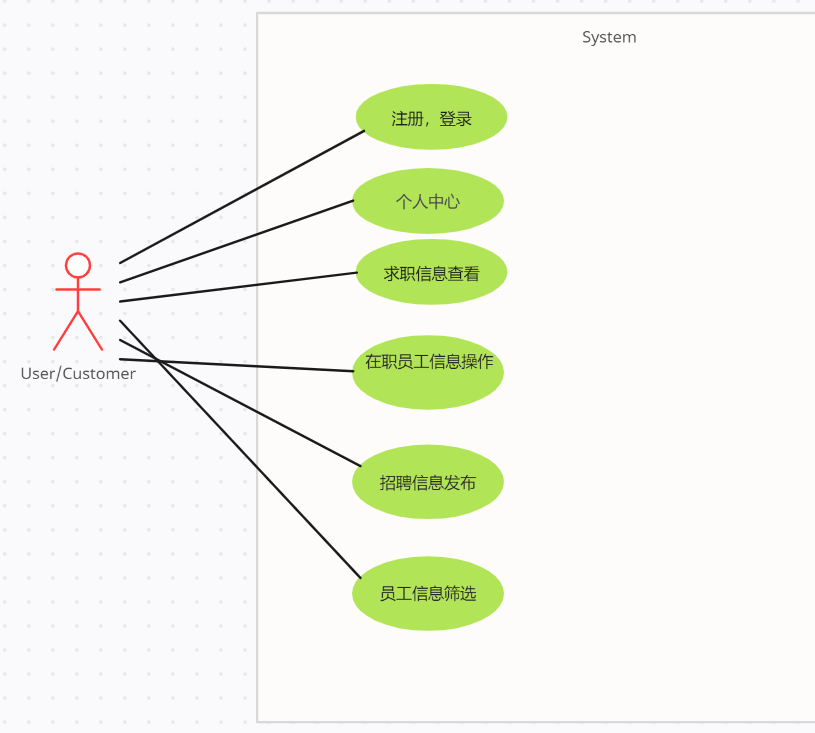 System
注册，登录
个人中心
求职信息查看
在职员工信息操作
User/Customer
招聘信息发布
员工信息筛选